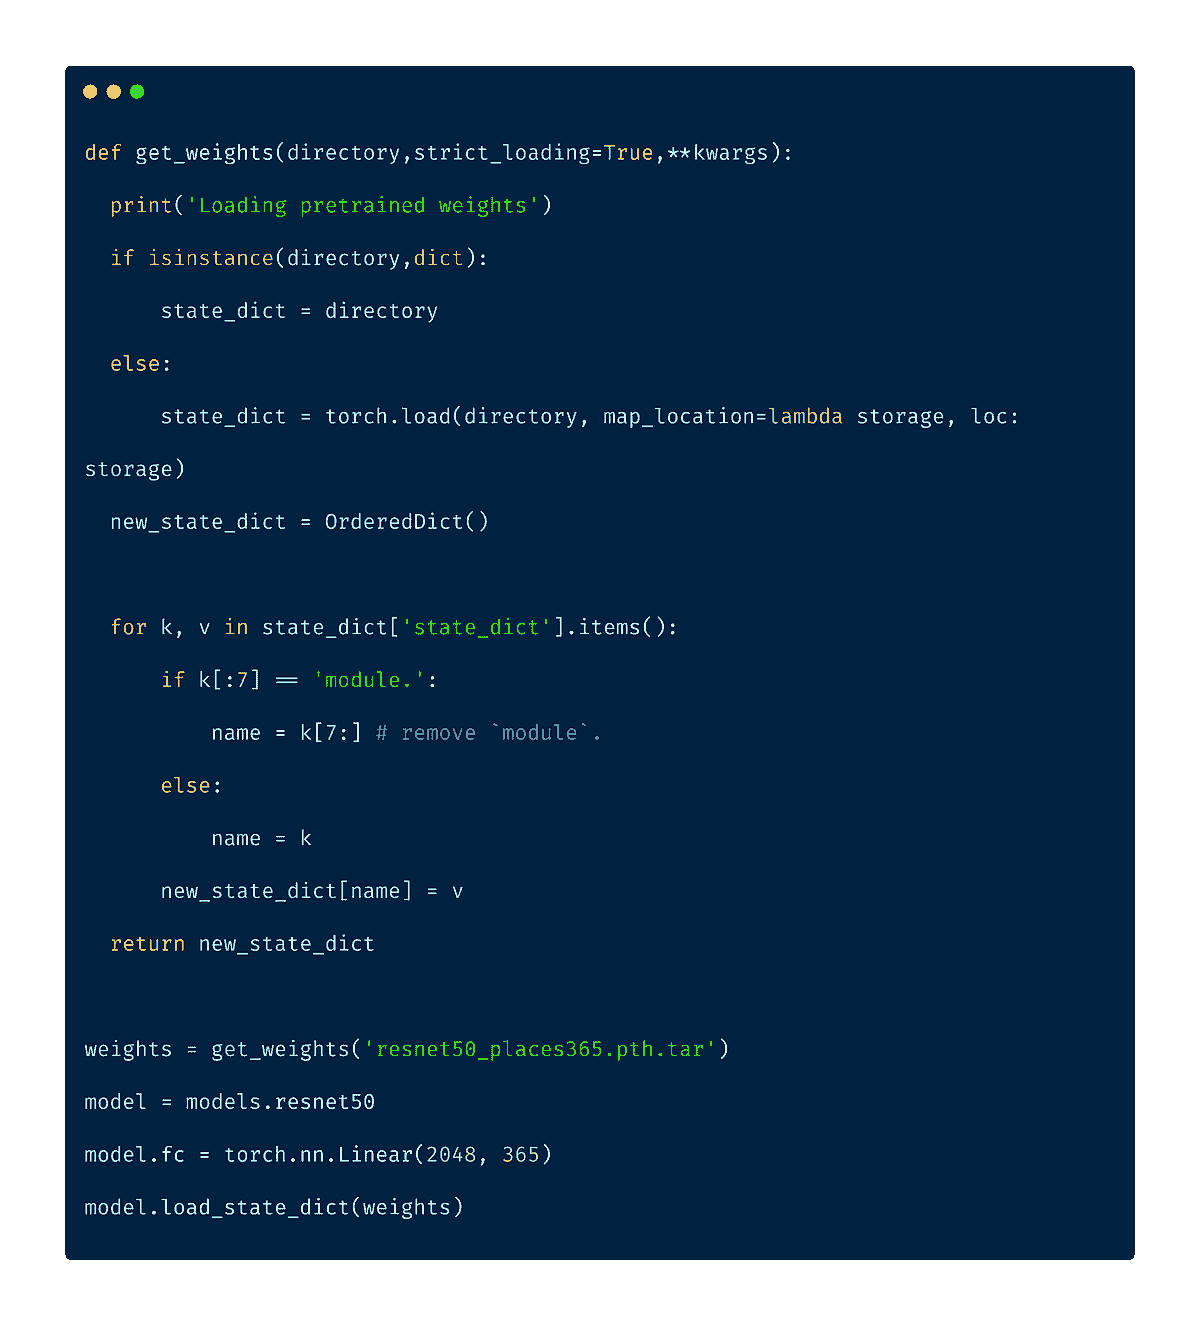 def get_weights(directory,strict_loading=True,**kwargs):
  print('Loading pretrained weights')
  if isinstance(directory,dict):
      state_dict = directory
  else:
      state_dict = torch.load(directory, map_location=lambda storage, loc:
storage)
  new_state_dict = OrderedDict()

  for k, v in state_dict['state_dict'].items():
      if k[:7] == 'module.':
          name = k[7:] # remove `module`.
      else:
          name = k
      new_state_dict[name] = v
  return new_state_dict

weights = get_weights('resnet50_places365.pth.tar')
model = models.resnet50
model.fc = torch.nn.Linear(2048, 365)
model.load_state_dict(weights)